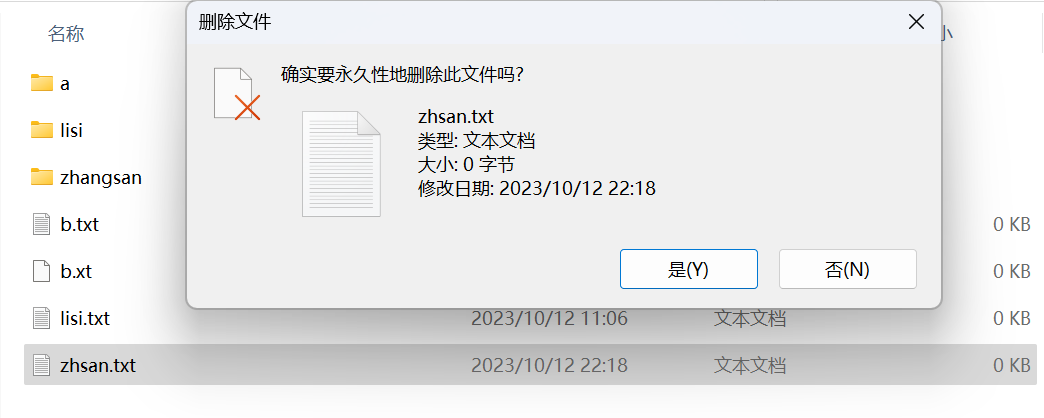 删除文件
名称
小
确实要永久性地删除此文件吗?
a
zhsan.txt
类型: 文本文档
lisi
大小: 0 字节
zhangsan
修改日期: 2023/10/12 22:18
b.txt
0 KB
b.xt
是(Y)
否(N)
0 KB
lisi.txt
2023/10/12 11:06
文本文档
0 KB
zhsan.txt
2023/10/12 22:18
文本文档
0 KB